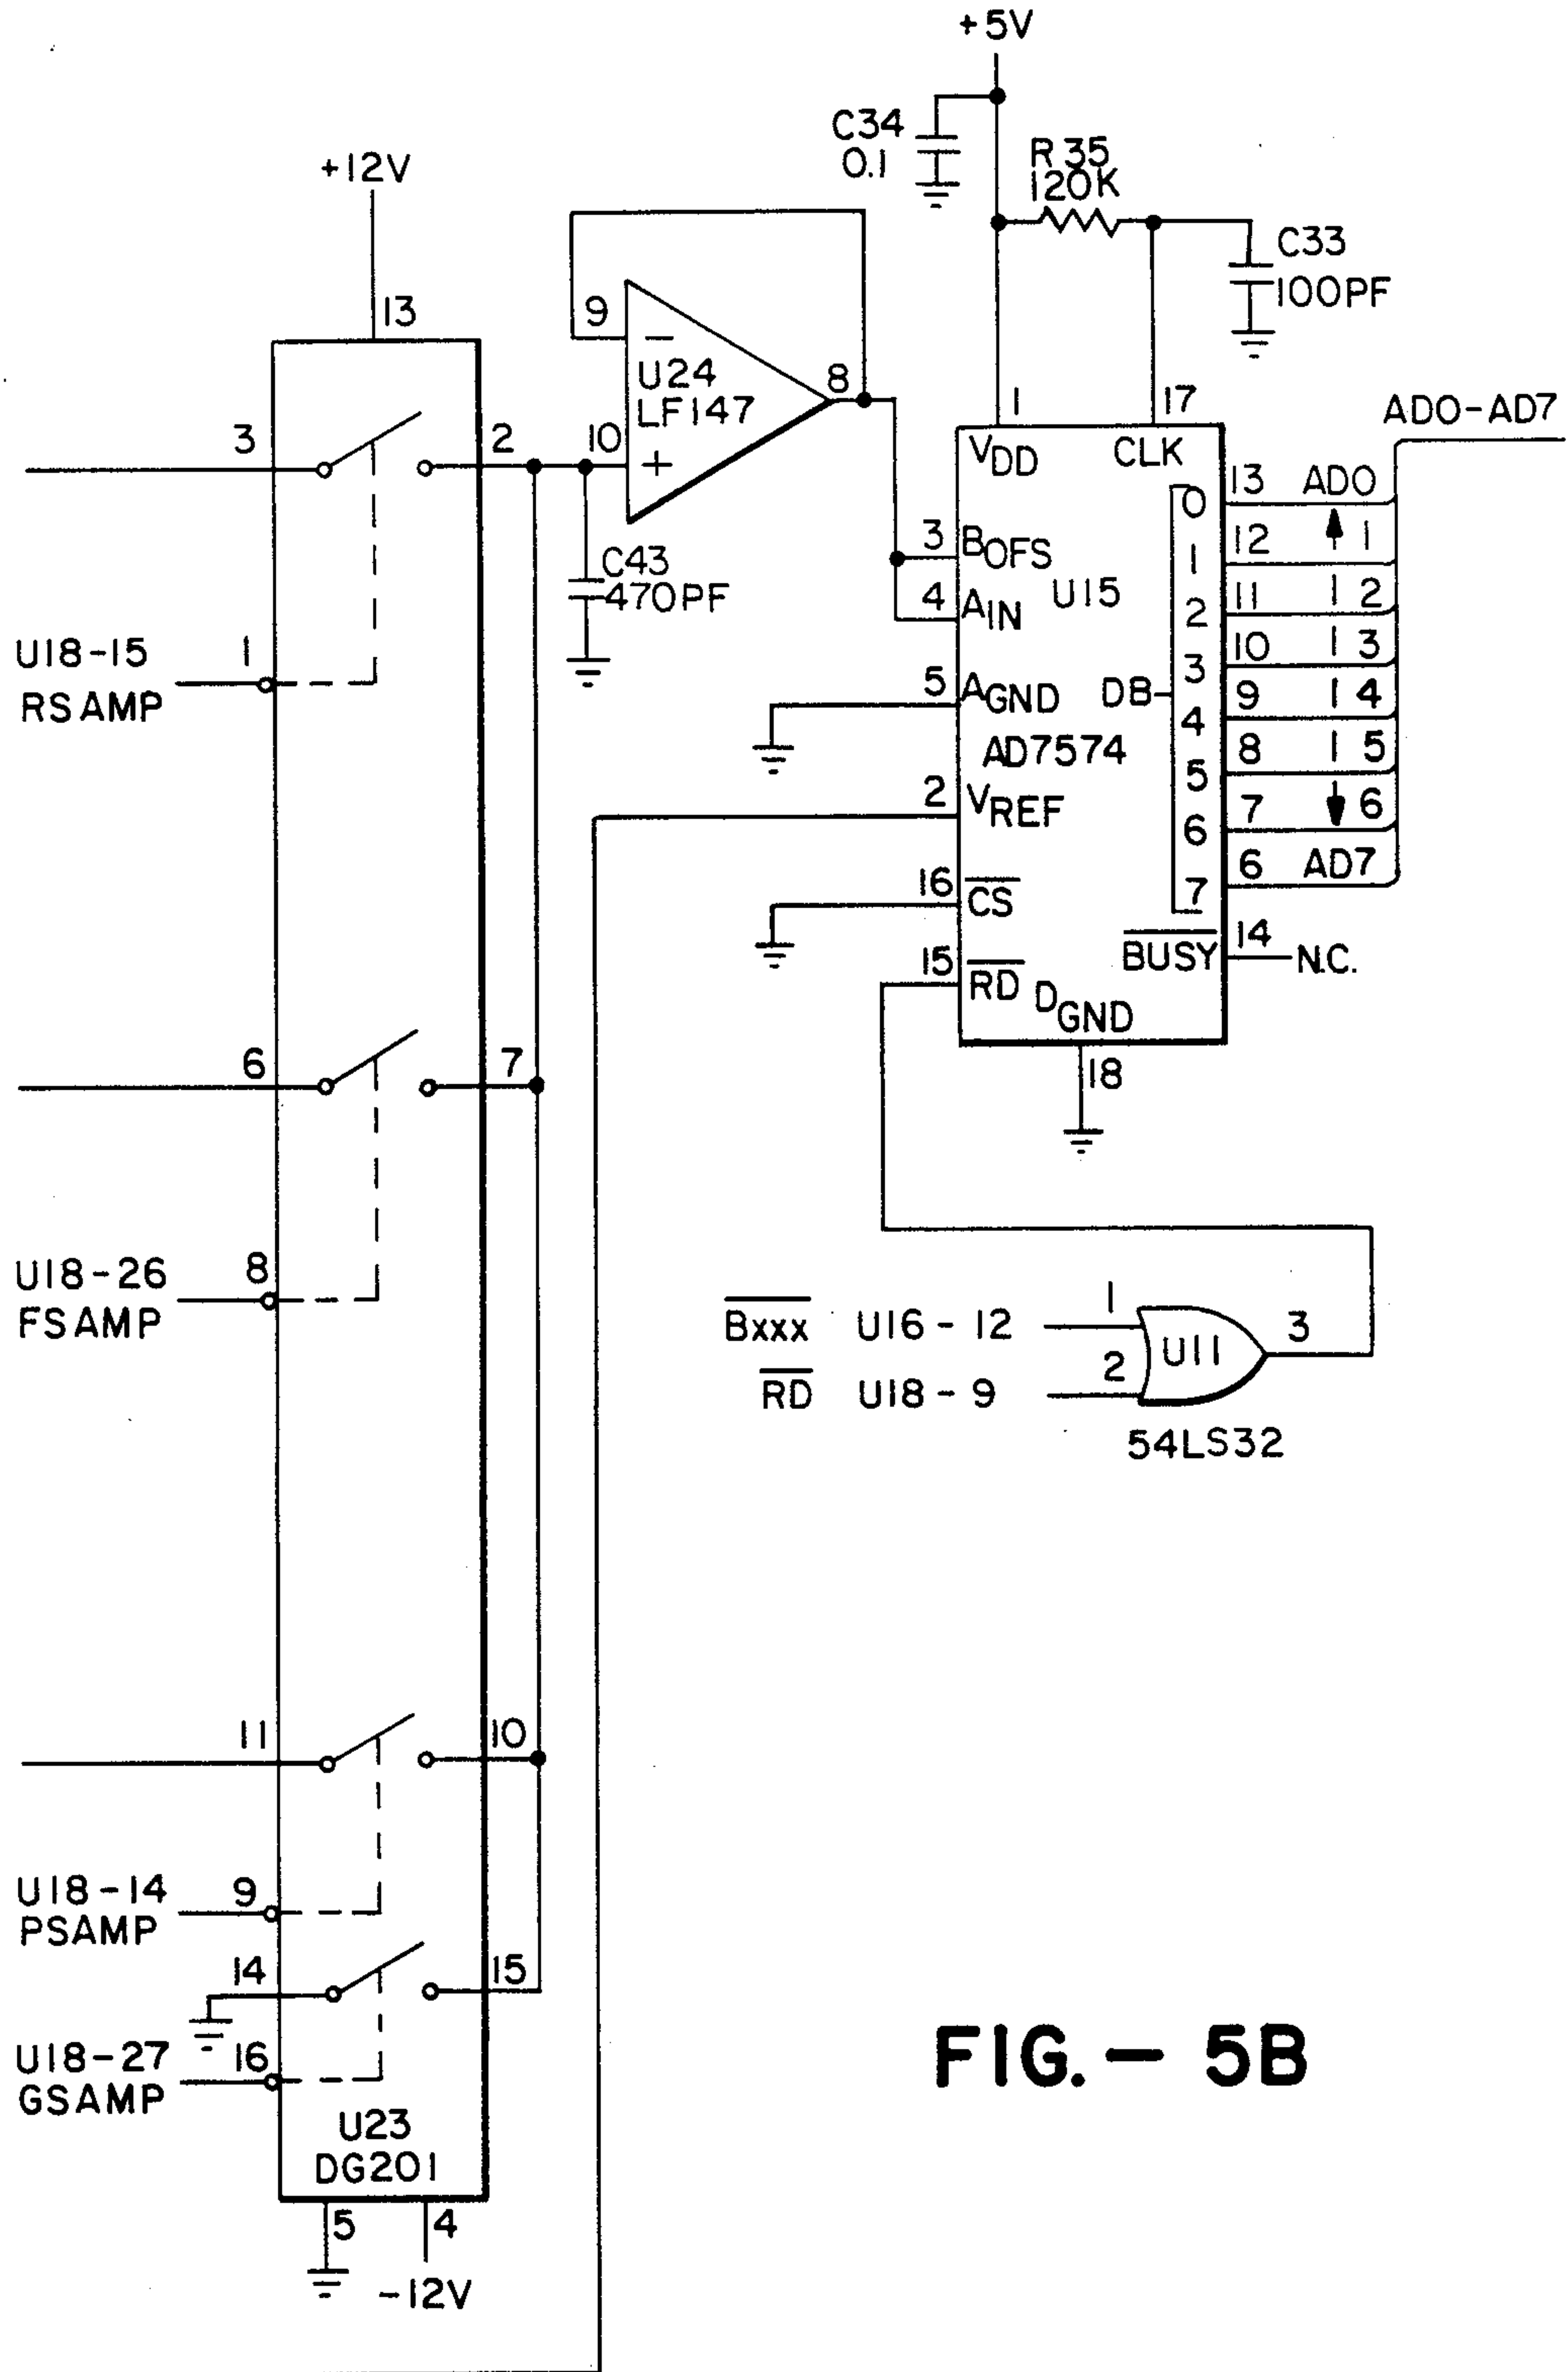 +5V
C34
0.1
R35
120K
+12V
C33
100PF
13
9
−
U24
LF147
8
1
17
AD0-AD7
3
2
10
+
VDD
CLK
13 AD0
0
3
BOFS
12 1
1
C43
470PF
4
AIN
U15
11 2
2
U18-15
RSAMP
1
10 3
3
5
AGND
DB
9 4
4
AD7574
8 5
5
2
VREF
7 6
6
6 AD7
7
16
CS
BUSY
14
N.C.
15
RD
DGND
18
6
7
U18-26
FSAMP
8
Bxxx U16-12
1
RD U18-9
2
U11
3
54LS32
11
10
U18-14
PSAMP
9
14
15
U18-27
GSAMP
16
U23
DG201
5
4
-12V
FIG.— 5B